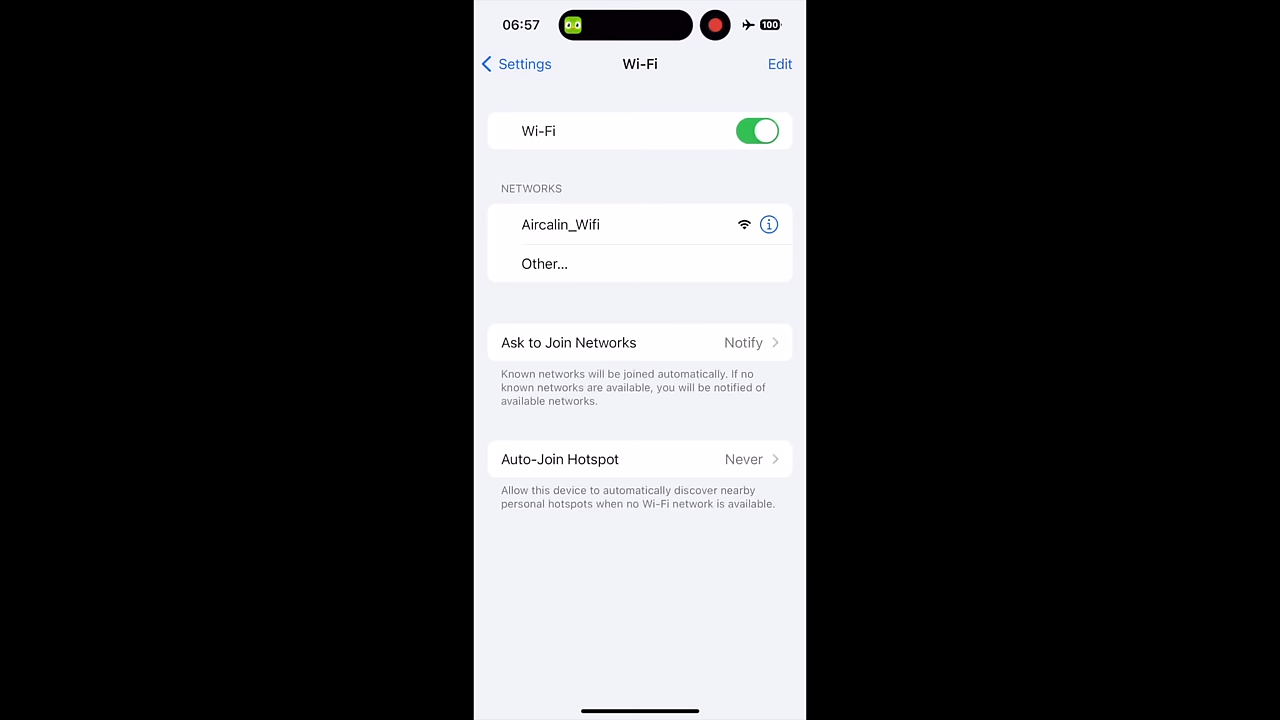 06:57
100
Settings
Wi-Fi
Edit
Wi-Fi
NETWORKS
Aircalin_Wifi
Other...
Ask to Join Networks Notify
Known networks will be joined automatically. If no
known networks are available, you will be notified of
available networks.
Auto-Join Hotspot Never
Allow this device to automatically discover nearby
personal hotspots when no Wi-Fi network is available.